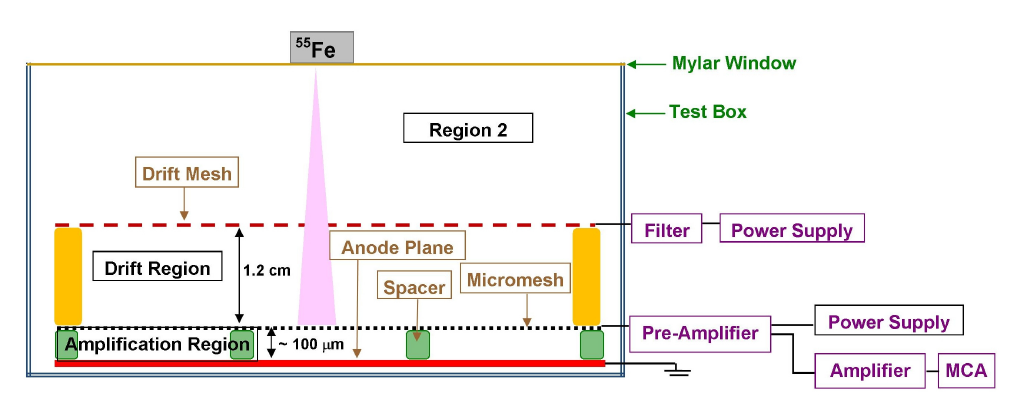 55Fe
Mylar Window
Test Box
Region 2
Drift Mesh
Filter
Power Supply
Anode Plane
Drift Region
1.2 cm
Spacer
Micromesh
Pre-Amplifier
Power Supply
Amplification Region
~ 100 μm
Amplifier
MCA